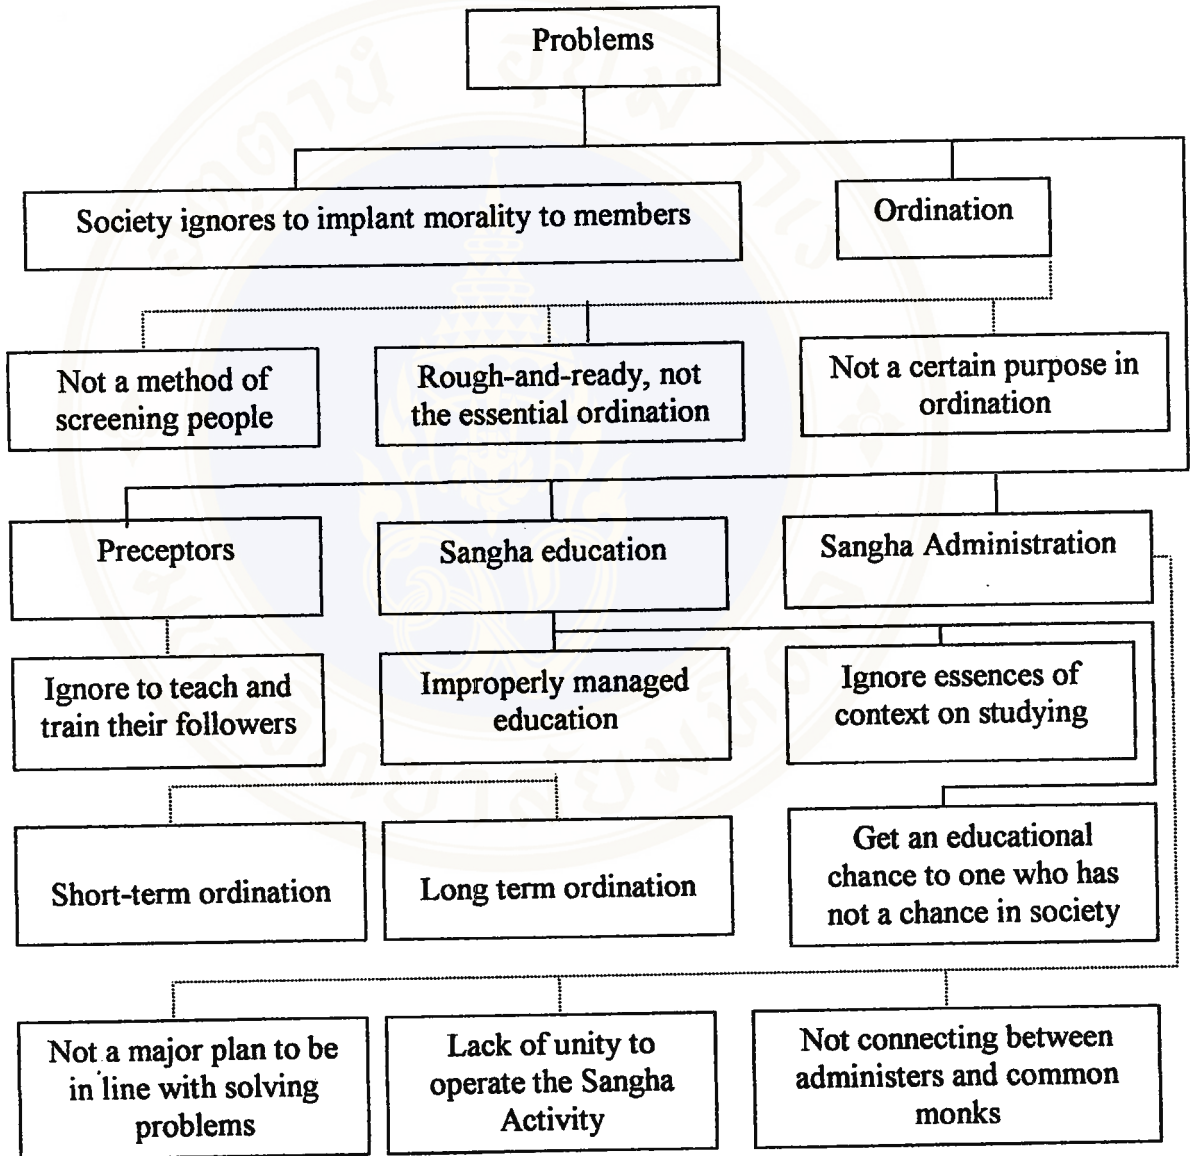 Problems
Society ignores to implant morality to members
Ordination
Not a method of
screening people
Rough-and-ready, not
the essential ordination
Not a certain purpose in
ordination
Preceptors
Sangha education
Sangha Administration
Ignore to teach and
train their followers
Improperly managed
education
Ignore essences of
context on studying
Short-term ordination
Long term ordination
Get an educational
chance to one who has
not a chance in society
Not a major plan to be
in line with solving
problems
Lack of unity to
operate the Sangha
Activity
Not connecting between
administers and common
monks